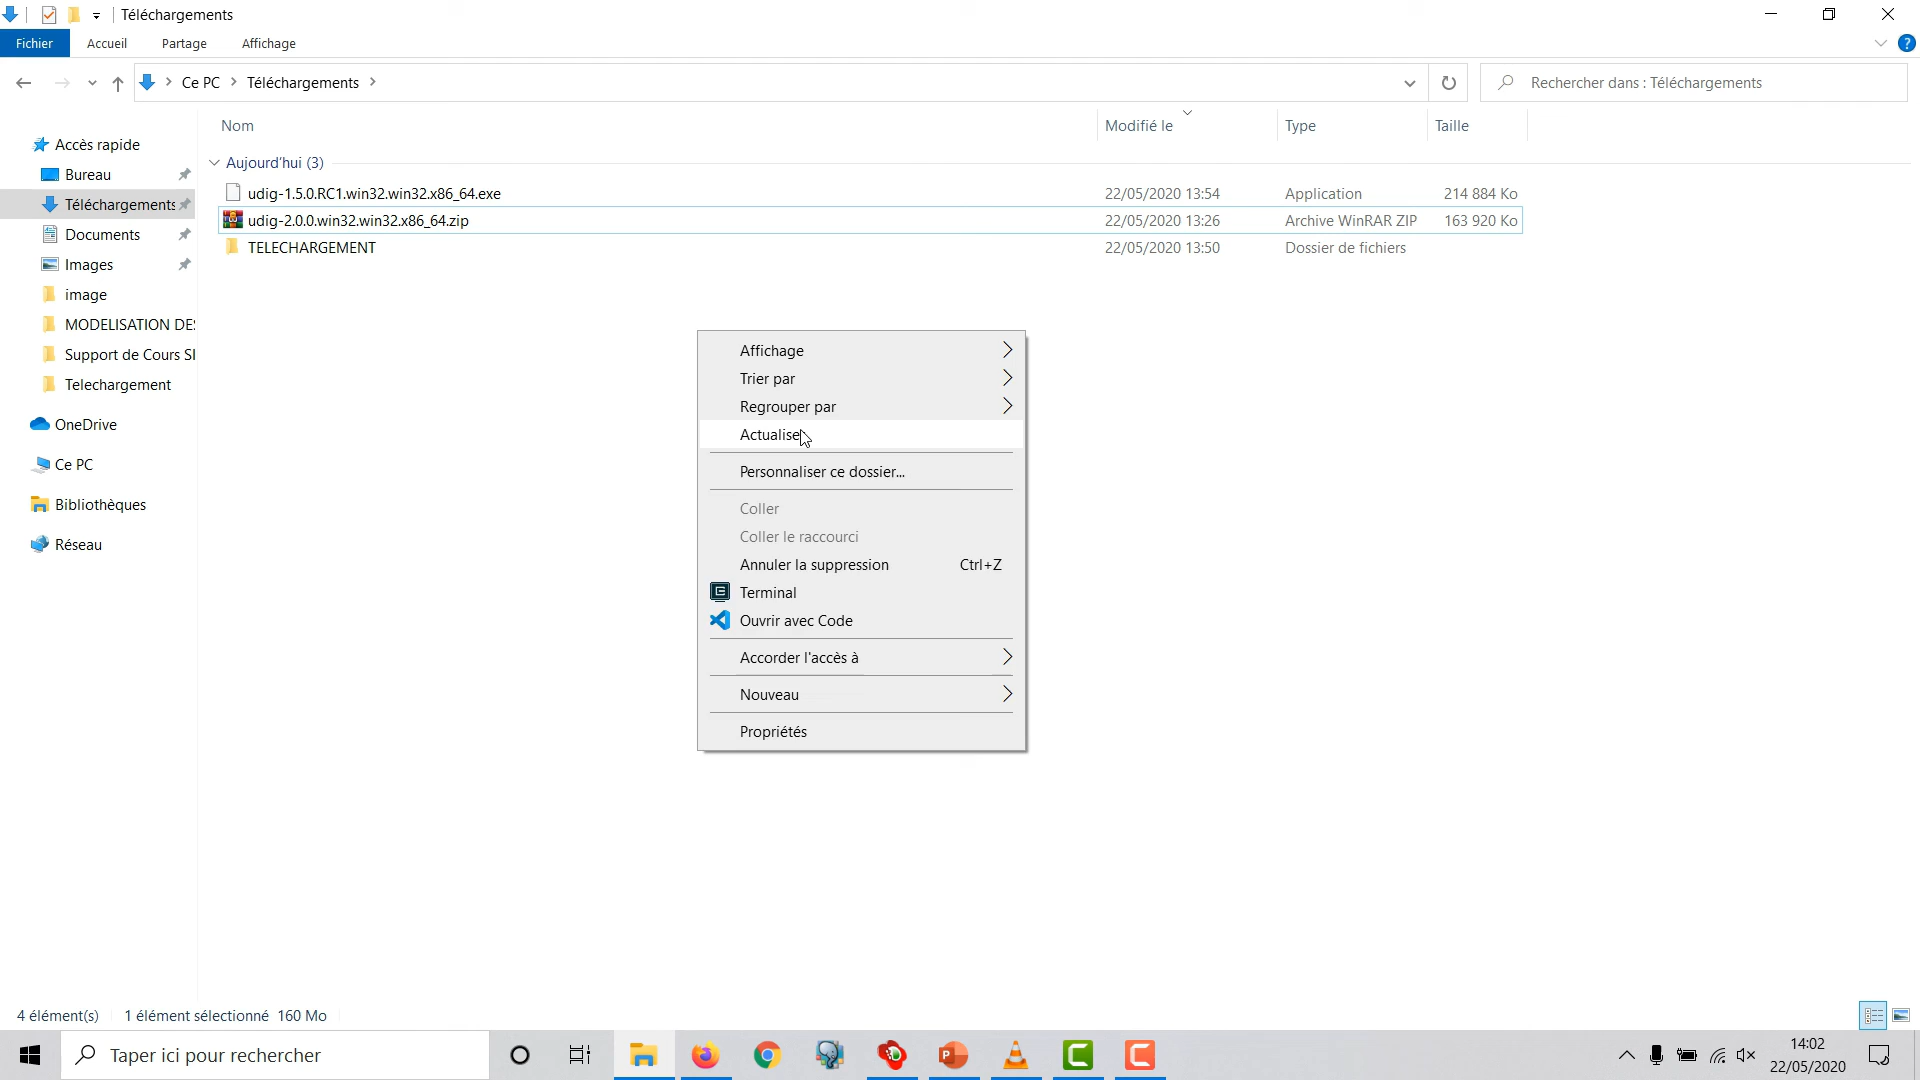 Téléchargements
Fichier Accueil Partage Affichage
Ce PC Téléchargements
Rechercher dans : Téléchargements
Nom Modifié le Type Taille
Accès rapide
Bureau
Téléchargements
Documents
Images
image
MODELISATION DE
Support de Cours SI
Telechargement
OneDrive
Ce PC
Bibliothèques
Réseau
Aujourd'hui (3)
udig-1.5.0.RC1.win32.win32.x86_64.exe 22/05/2020 13:54 Application 214 884 Ko
udig-2.0.0.win32.win32.x86_64.zip 22/05/2020 13:26 Archive WinRAR ZIP 163 920 Ko
TELECHARGEMENT 22/05/2020 13:50 Dossier de fichiers
Affichage
Trier par
Regrouper par
Actualise
Personnaliser ce dossier...
Coller
Coller le raccourci
Annuler la suppression Ctrl+Z
Terminal
Ouvrir avec Code
Accorder l'accès à
Nouveau
Propriétés
4 élément(s) 1 élément sélectionné 160 Mo
Taper ici pour rechercher
14:02
22/05/2020